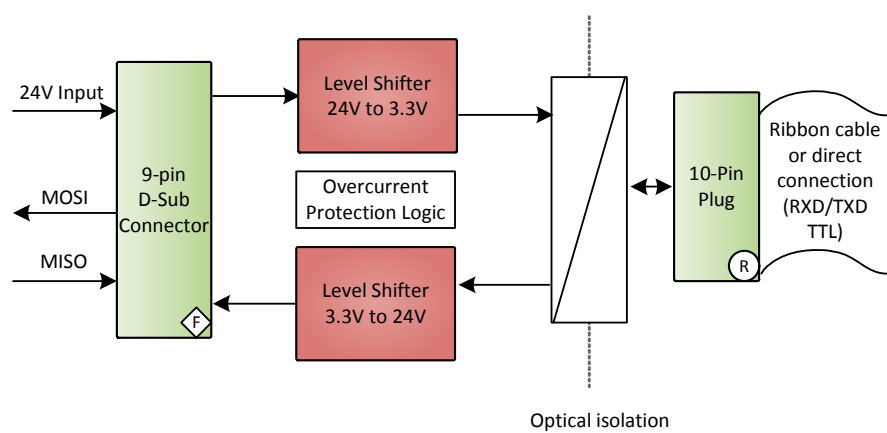 24V Input
MOSI
MISO
9-pin
D-Sub
Connector
F
Level Shifter
24V to 3.3V
Overcurrent
Protection Logic
Level Shifter
3.3V to 24V
Optical isolation
10-Pin
Plug
R
Ribbon cable
or direct
connection
(RXD/TXD
TTL)